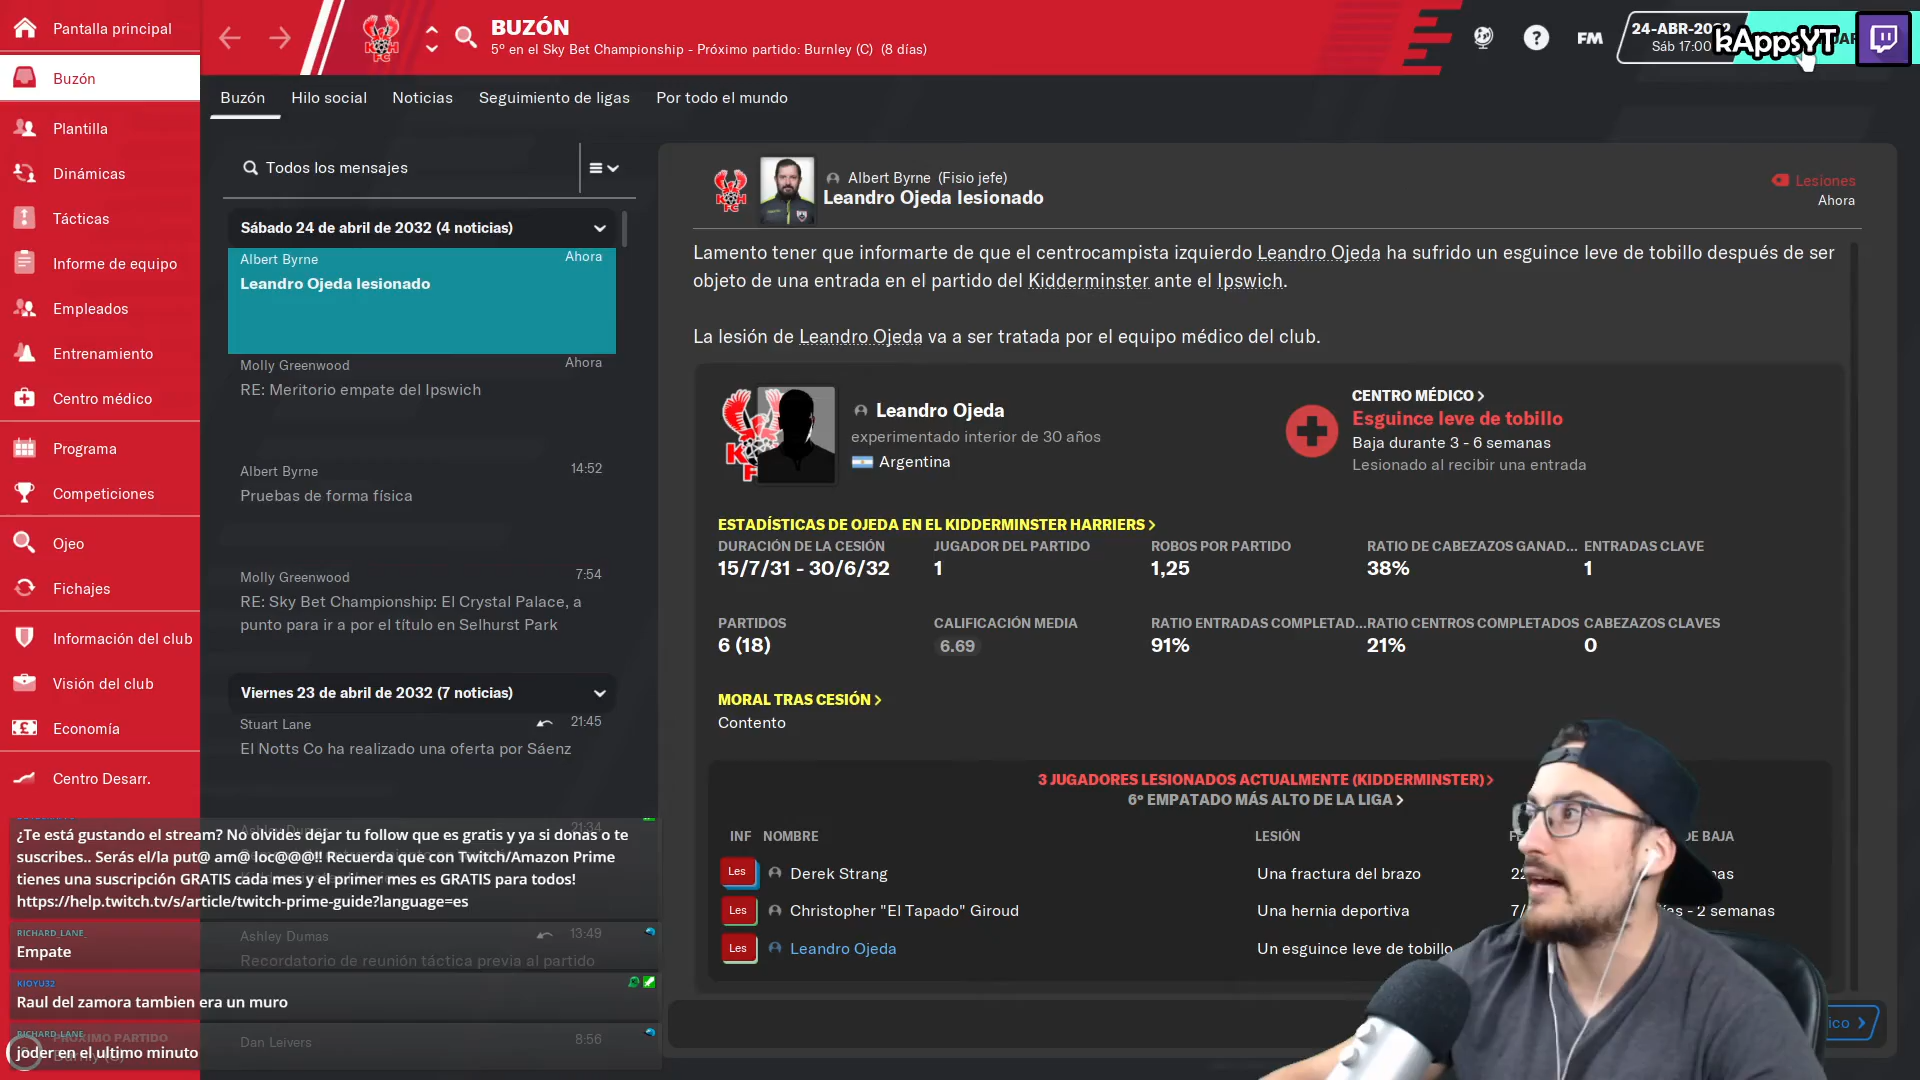 Pantalla principal
Buzón
Plantilla
Dinámicas
Tácticas
Informe de equipo
Empleados
Entrenamiento
Centro médico
Programa
Competiciones
Ojeo
Fichajes
Información del club
Visión del club
Economía
Centro Desarr.
BUZÓN
5º en el Sky Bet Championship - Próximo partido: Burnley (C) (8 días)
FM
24-ABR-2032
Sáb 17:00
kAppsYT
Buzón
Hilo social
Noticias
Seguimiento de ligas
Por todo el mundo
Todos los mensajes
Sábado 24 de abril de 2032 (4 noticias)
Albert Byrne
Ahora
Leandro Ojeda lesionado
Molly Greenwood
Ahora
RE: Meritorio empate del Ipswich
Albert Byrne
14:52
Pruebas de forma física
Molly Greenwood
7:54
RE: Sky Bet Championship: El Crystal Palace, a
punto para ir a por el título en Selhurst Park
Viernes 23 de abril de 2032 (7 noticias)
Stuart Lane
21:45
El Notts Co ha realizado una oferta por Sáenz
Ashley Dumas
21:34
¿Te está gustando el stream? No olvides dejar tu follow que es gratis y ya si donas o te
suscribes.. Serás el/la put@ am@ loc@@@!! Recuerda que con Twitch/Amazon Prime
tienes una suscripción GRATIS cada mes y el primer mes es GRATIS para todos!
https://help.twitch.tv/s/article/twitch-prime-guide?language=es
RICHARD_LANE_
Empate
Ashley Dumas
13:49
Recordatorio de reunión táctica previa al partido
KIOYU32
Raul del zamora tambien era un muro
RICHARD_LANE_
PRÓXIMO PARTIDO
joder en el ultimo minuto
Dan Leivers
8:56
Albert Byrne (Fisio jefe)
Leandro Ojeda lesionado
Lesiones
Ahora
Lamento tener que informarte de que el centrocampista izquierdo Leandro Ojeda ha sufrido un esguince leve de tobillo después de ser
objeto de una entrada en el partido del Kidderminster ante el Ipswich.
La lesión de Leandro Ojeda va a ser tratada por el equipo médico del club.
Leandro Ojeda
experimentado interior de 30 años
Argentina
CENTRO MÉDICO
Esguince leve de tobillo
Baja durante 3 - 6 semanas
Lesionado al recibir una entrada
ESTADÍSTICAS DE OJEDA EN EL KIDDERMINSTER HARRIERS
DURACIÓN DE LA CESIÓN
JUGADOR DEL PARTIDO
ROBOS POR PARTIDO
RATIO DE CABEZAZOS GANAD...
ENTRADAS CLAVE
15/7/31 - 30/6/32
1
1,25
38%
1
PARTIDOS
CALIFICACIÓN MEDIA
RATIO ENTRADAS COMPLETAD...
RATIO CENTROS COMPLETADOS
CABEZAZOS CLAVES
6 (18)
6.69
91%
21%
0
MORAL TRAS CESIÓN
Contento
3 JUGADORES LESIONADOS ACTUALMENTE (KIDDERMINSTER)
6º EMPATADO MÁS ALTO DE LA LIGA
INF
NOMBRE
LESIÓN
DE BAJA
Les
Derek Strang
Una fractura del brazo
Les
Christopher "El Tapado" Giroud
Una hernia deportiva
- 2 semanas
Les
Leandro Ojeda
Un esguince leve de tobillo